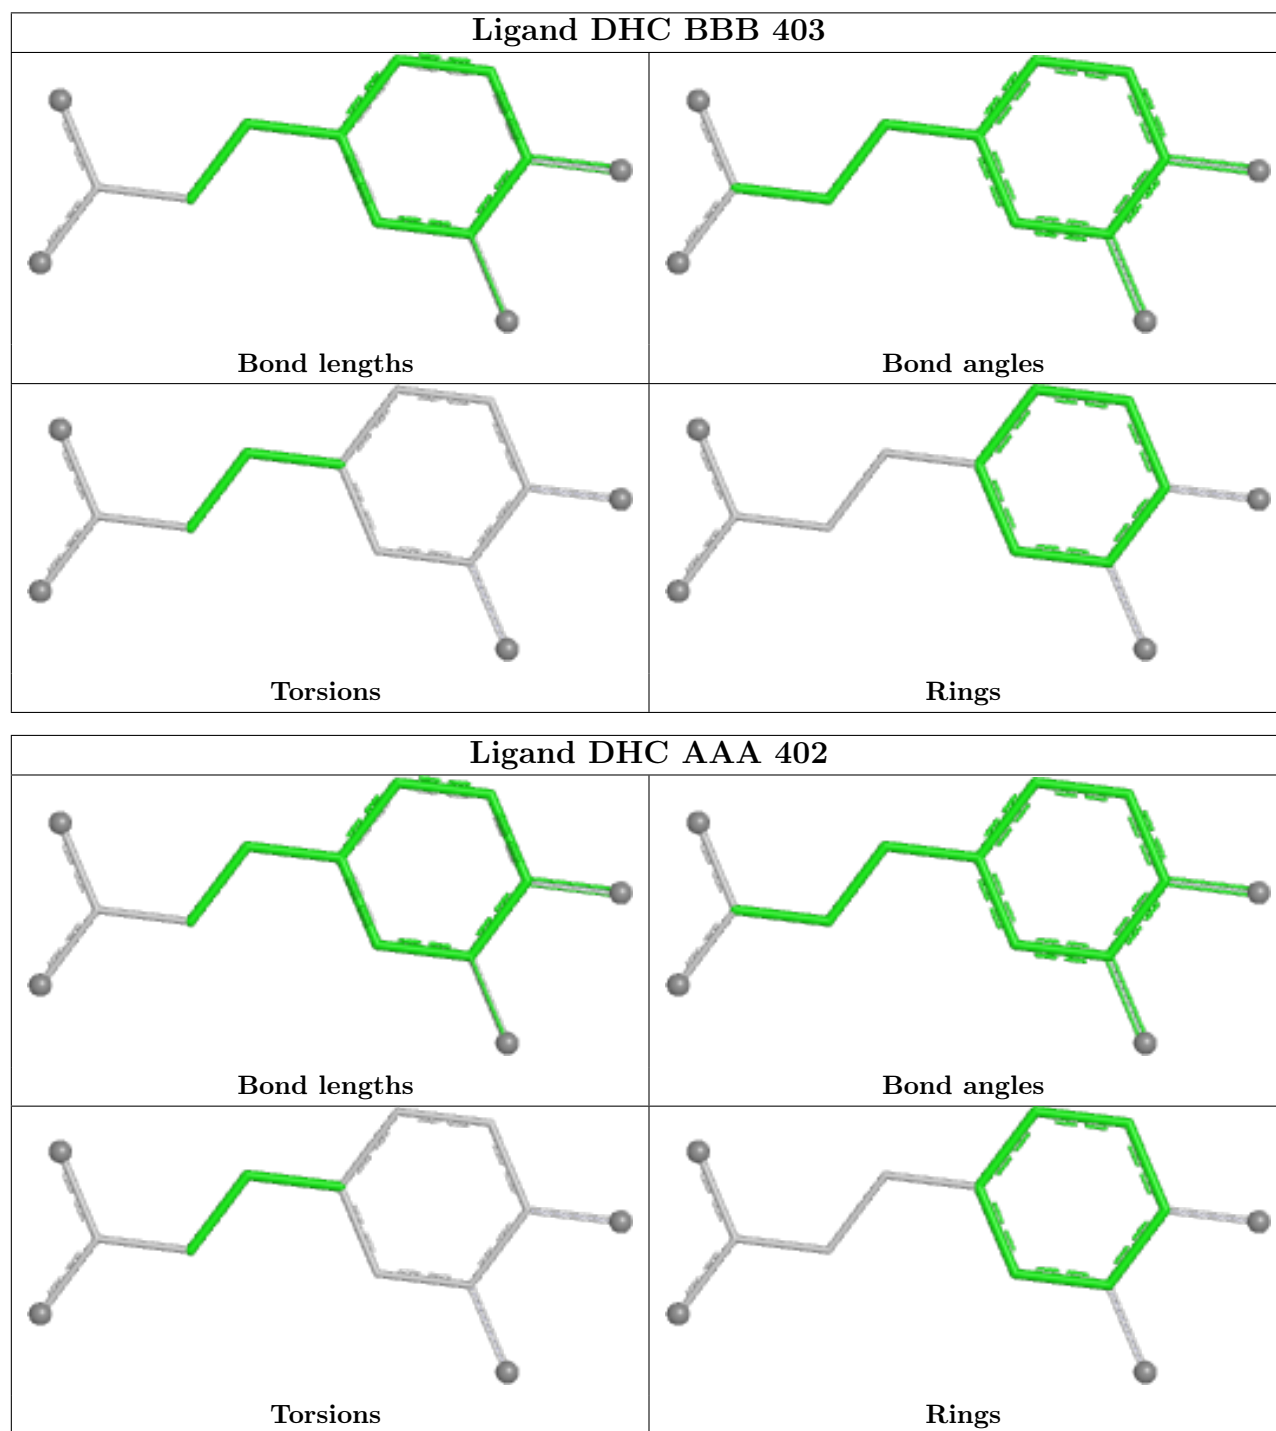 Ligand DHC BBB 403
Bond lengths
Bond angles
Torsions
Rings
Ligand DHC AAA 402
Bond lengths
Bond angles
Torsions
Rings